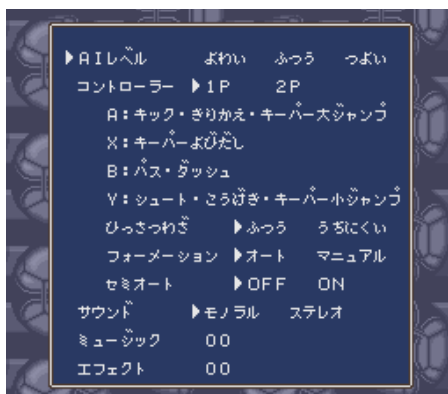 ▶AIレベル よわい ふつう つよい
コントローラー ▶1P 2P
A:キック・きりかえ・キーパー大ジャンプ
X:キーパーよびだし
B:パス・ダッシュ
Y:シュート・こうげき・キーパー小ジャンプ
ひっさつわざ ▶ふつう うちにくい
フォーメーション ▶オート マニュアル
セミオート ▶OFF ON
サウンド ▶モノラル ステレオ
ミュージック 00
エフェクト 00